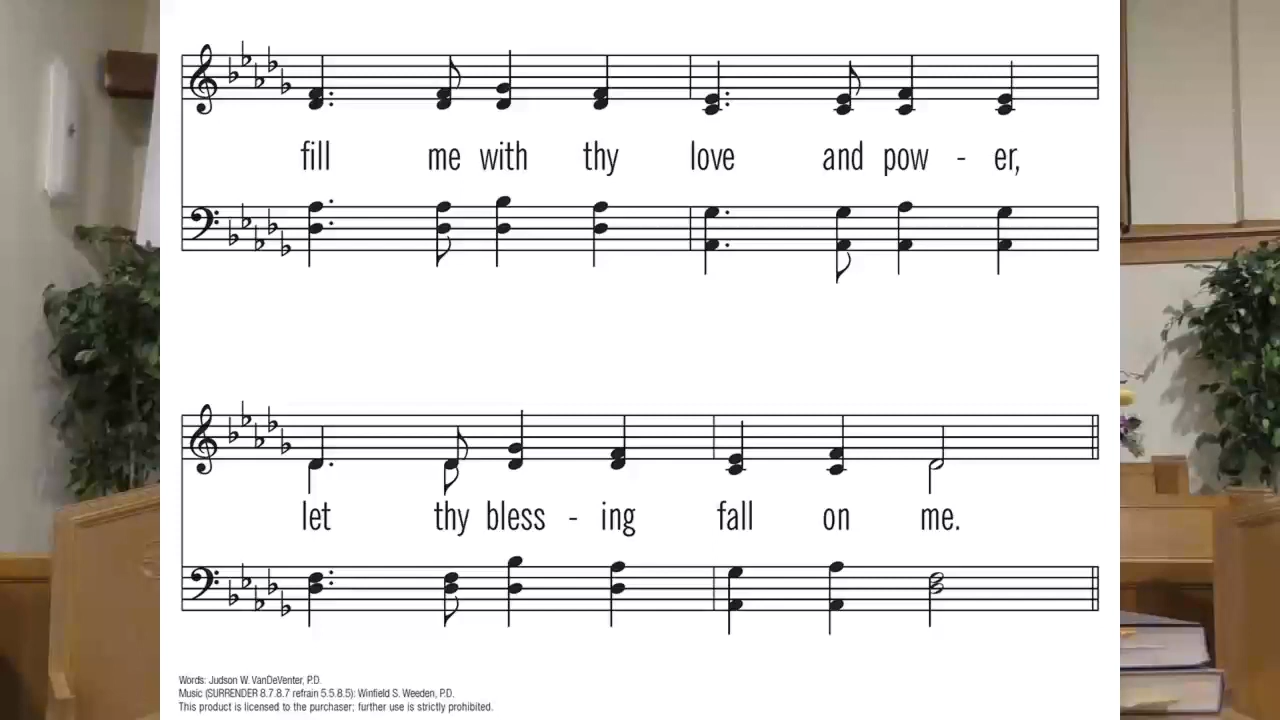 fill me with thy love and pow - er,
let thy bless - ing fall on me.
Words: Judson W. VanDeVenter, P.D.
Music (SURRENDER 8.7.8.7 refrain 5.5.8.5): Winfield S. Weeden, P.D.
This product is licensed to the purchaser; further use is strictly prohibited.